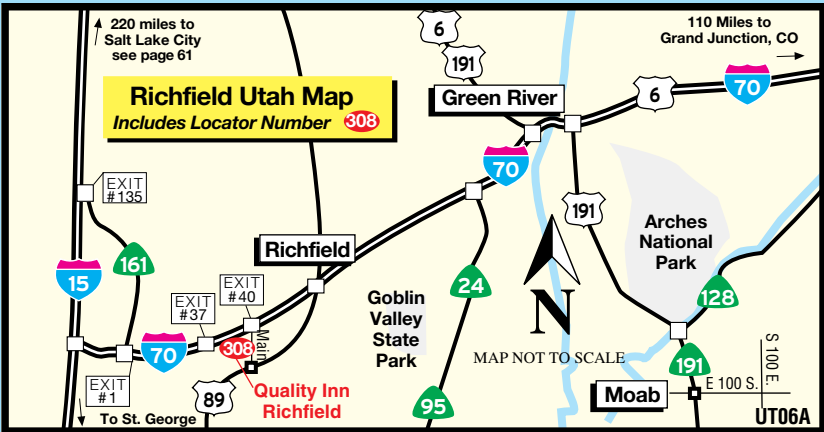 220 miles to
Salt Lake City
see page 61
6
191
110 Miles to
Grand Junction, CO
70
6
Richfield Utah Map
Includes Locator Number 308
Green River
70
EXIT
#135
191
Arches
National
Park
161
Richfield
15
24
128
EXIT
#40
EXIT
#37
Goblin
Valley
State
Park
N
MAP NOT TO SCALE
Main
308
70
S 100 E.
191
EXIT
#1
89
Quality Inn
Richfield
95
Moab
E 100 S.
To St. George
UT06A